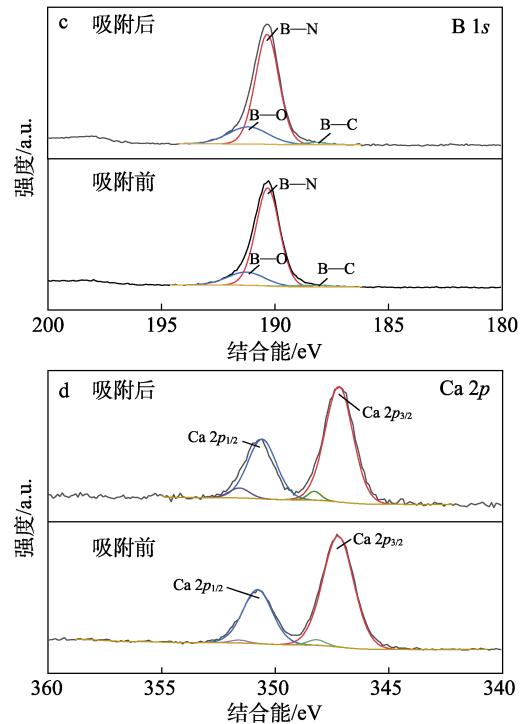 c 吸附后 B 1s
B—N
B—O
B—C
吸附前
B—N
B—O
B—C
强度/a.u.
200 195 190 185 180
结合能/eV
d 吸附后 Ca 2p
Ca 2p3/2
Ca 2p1/2
吸附前
Ca 2p3/2
Ca 2p1/2
强度/a.u.
360 355 350 345 340
结合能/eV